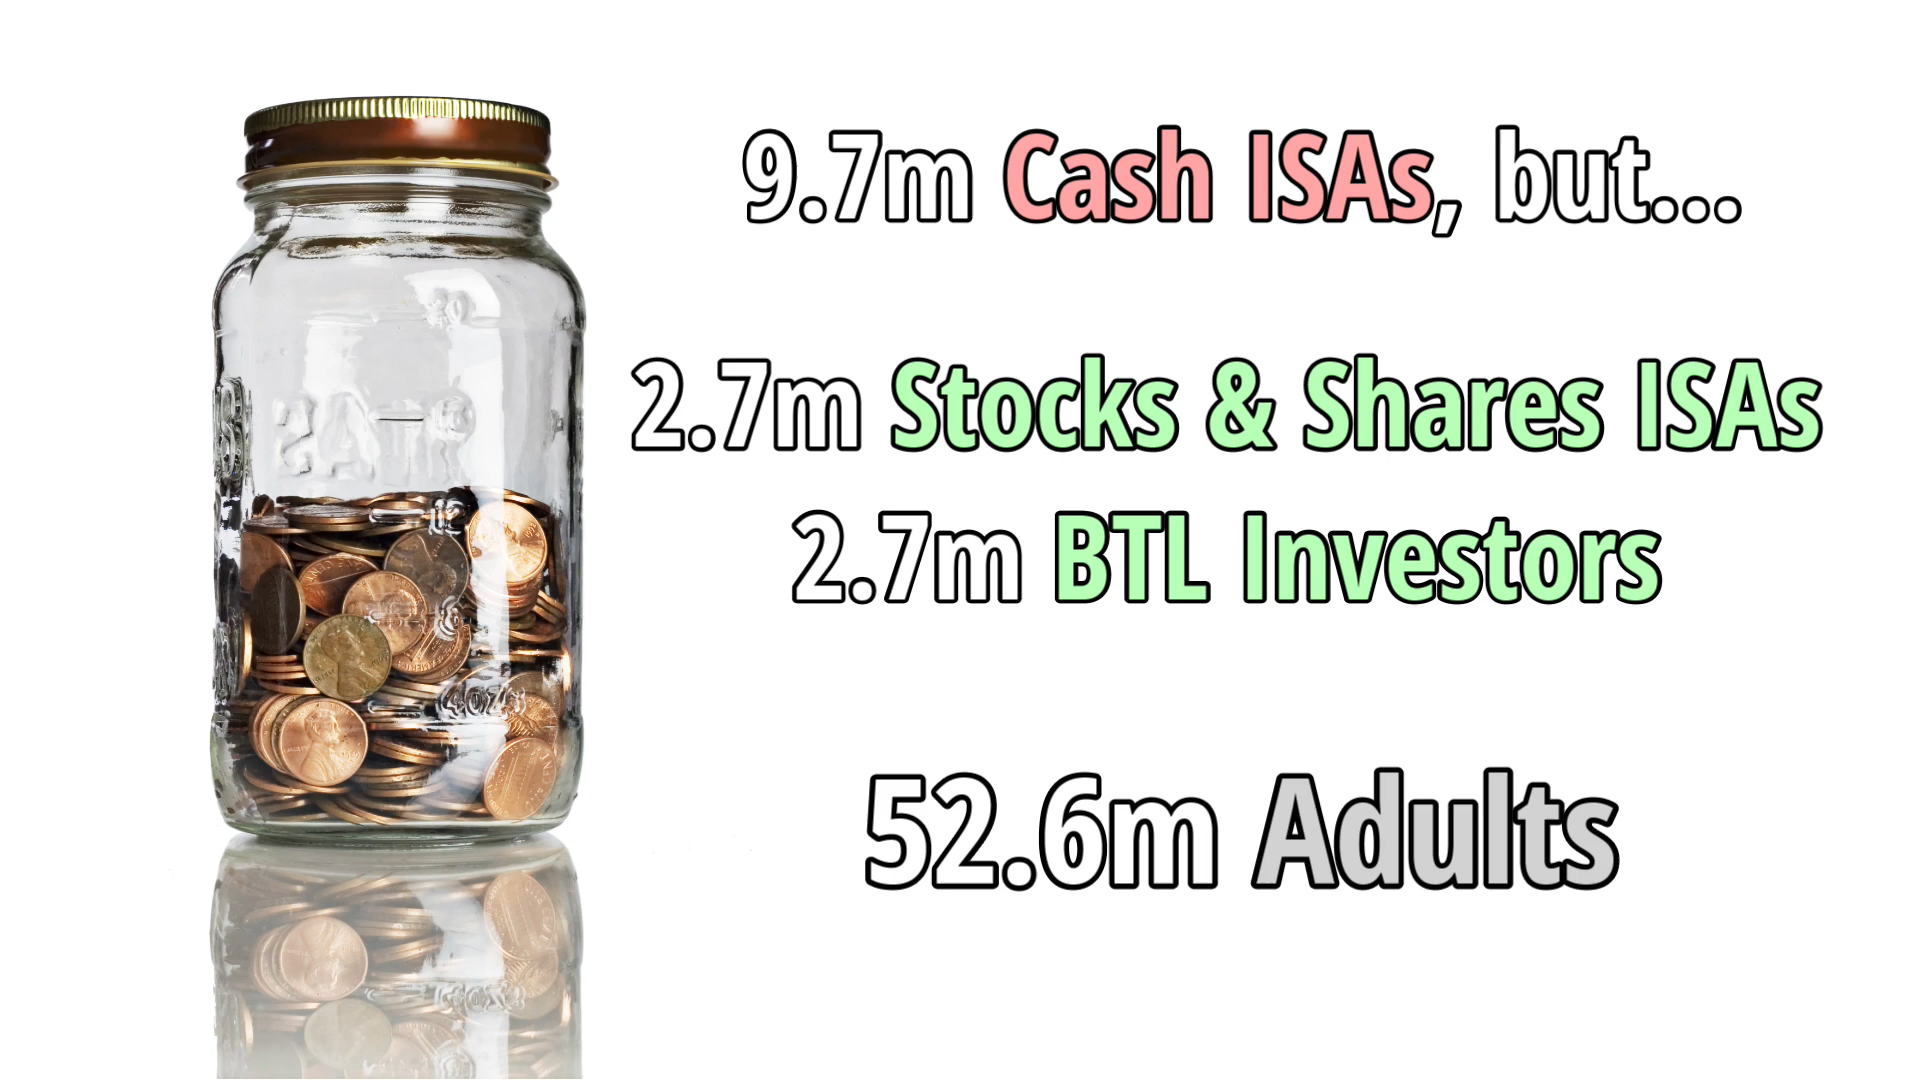 9.7m Cash ISAs, but...
2.7m Stocks & Shares ISAs
2.7m BTL Investors
52.6m Adults